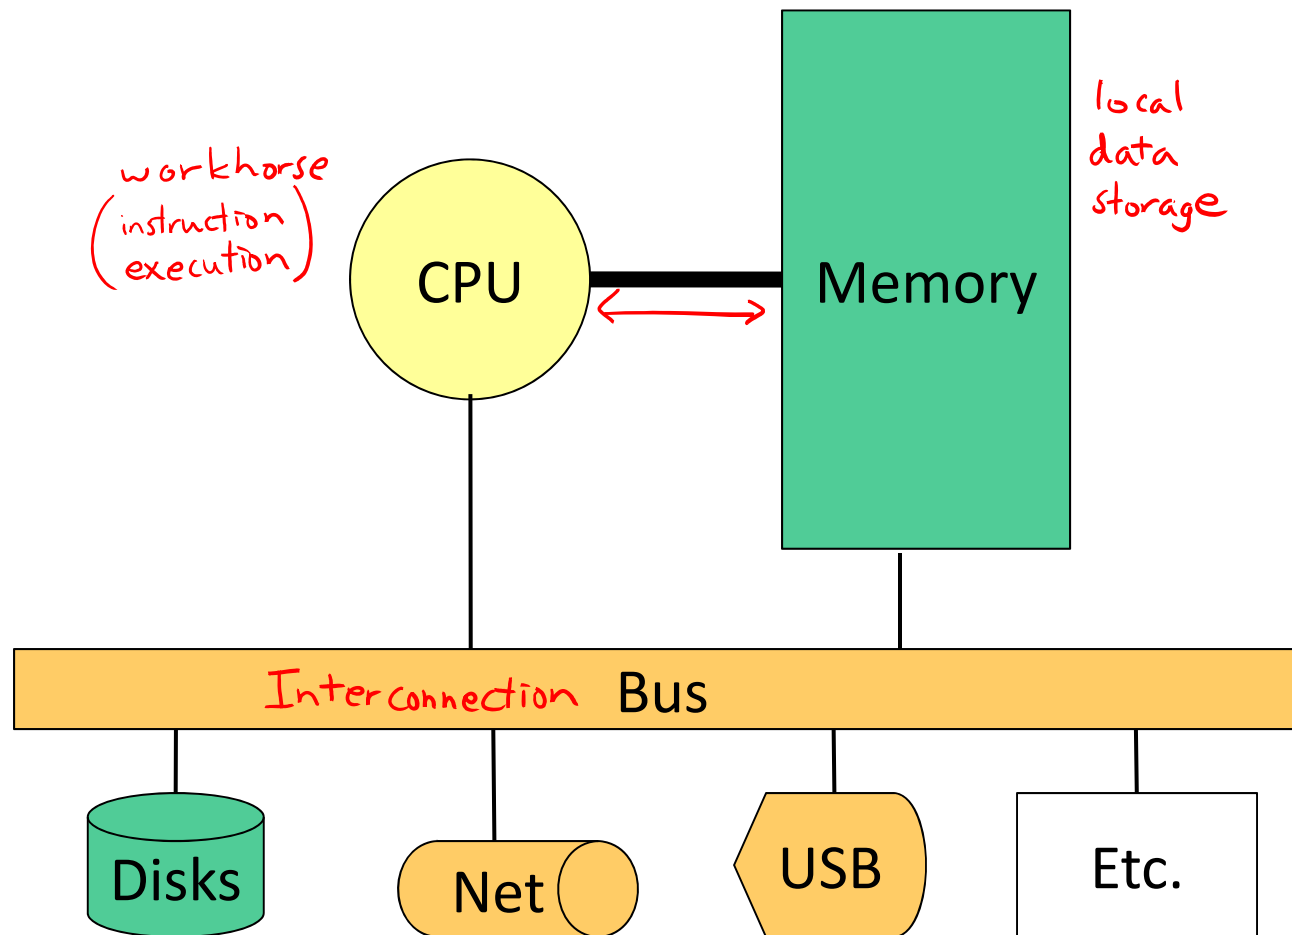 local
data
storage
workhorse
(instruction
execution)
CPU
Memory
Interconnection Bus
Disks
Net
USB
Etc.